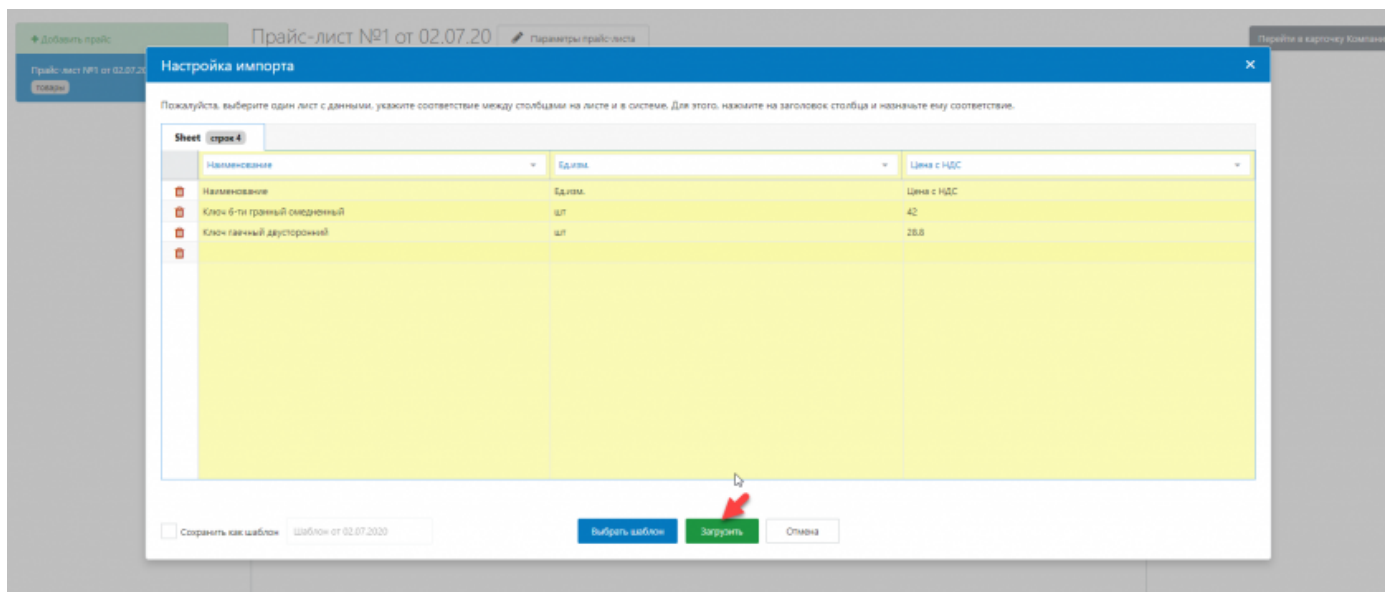 Добавить прайс
Прайс-лист №1 от 02.07.20
Параметры прайс-листа
Перейти в карточку Компании
Прайс-лист №1 от 02.07.20
товары
Настройка импорта
Пожалуйста, выберите один лист с данными, укажите соответствие между столбцами на листе и в системе. Для этого, нажмите на заголовок столбца и назначьте ему соответствие.
Sheet строк 4
Наименование Ед.изм. Цена с НДС
Наименование Ед.изм. Цена с НДС
Ключ 6-ти гранный омедненный шт 42
Ключ гаечный двусторонний шт 28.8
Сохранить как шаблон Шаблон от 02.07.2020 Выбрать шаблон Загрузить Отмена